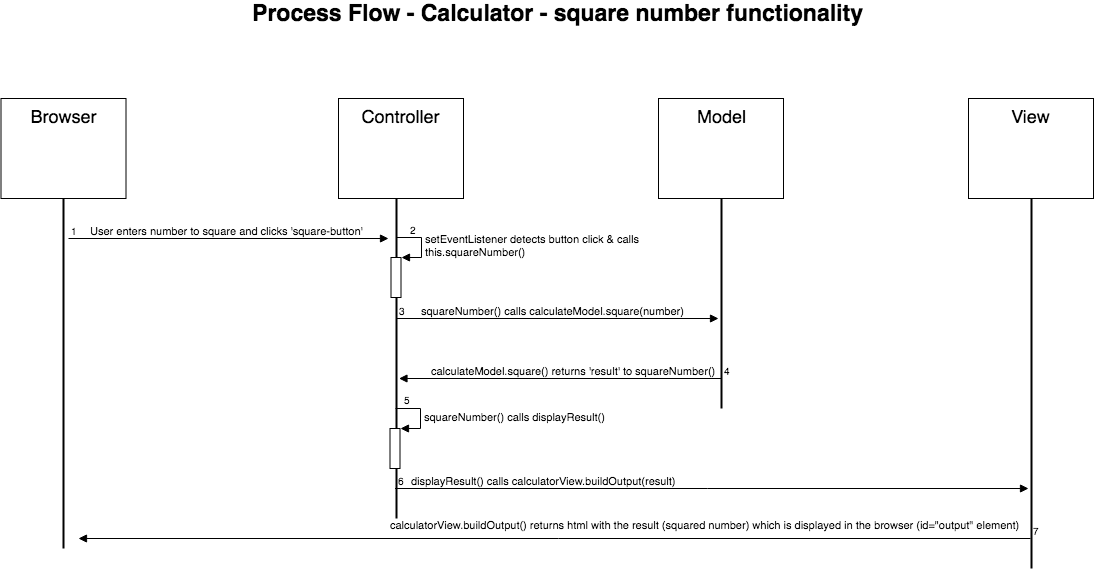 Process Flow - Calculator - square number functionality
Browser
Controller
Model
View
1 User enters number to square and clicks 'square-button'
2
setEventListener detects button click & calls
this.squareNumber()
3 squareNumber() calls calculateModel.square(number)
calculateModel.square() returns 'result' to squareNumber() 4
5
squareNumber() calls displayResult()
6 displayResult() calls calculatorView.buildOutput(result)
calculatorView.buildOutput() returns html with the result (squared number) which is displayed in the browser (id="output" element) 7